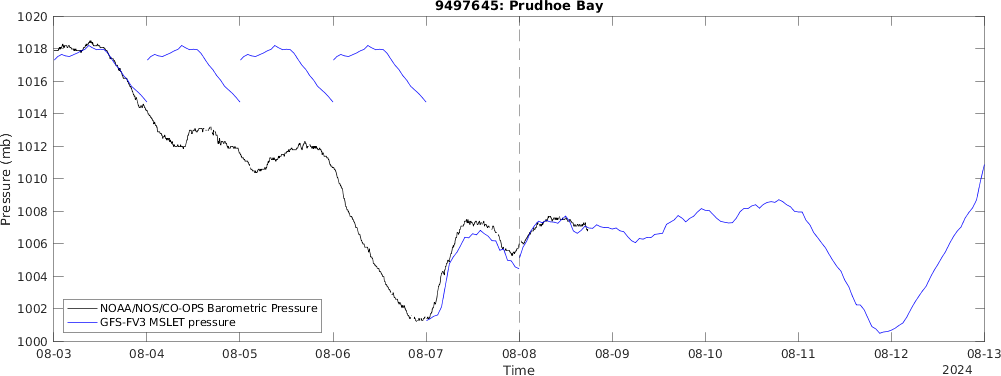 9497645: Prudhoe Bay
1020
1018
1016
1014
1012
1010
1008
1006
1004
1002
1000
Pressure (mb)
NOAA/NOS/CO-OPS Barometric Pressure
GFS-FV3 MSLET pressure
08-03 08-04 08-05 08-06 08-07 08-08 08-09 08-10 08-11 08-12 08-13
Time
2024